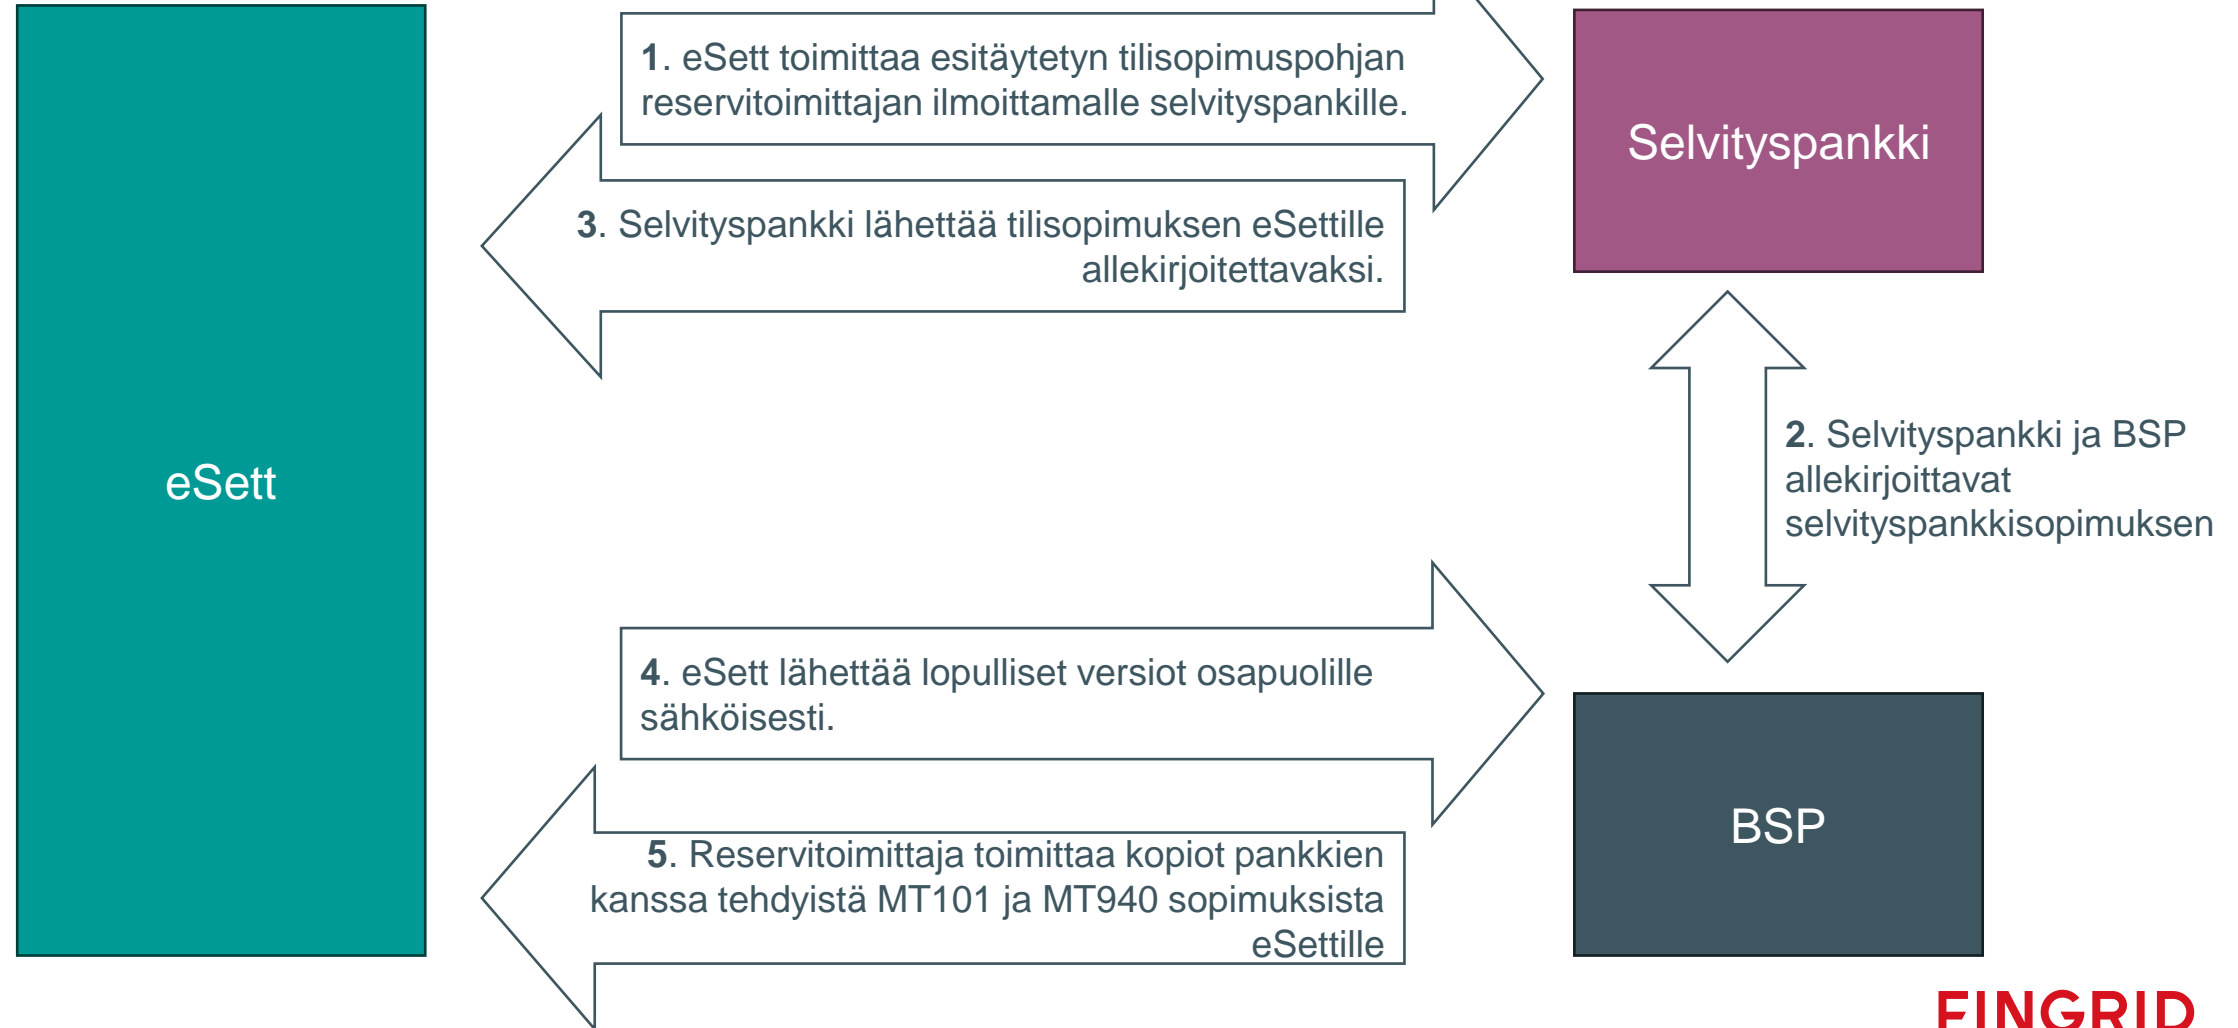 1. eSett toimittaa esitäytetyn tilisopimuspohjan
reservitoimittajan ilmoittamalle selvityspankille.
Selvityspankki
3. Selvityspankki lähettää tilisopimuksen eSettille
allekirjoitettavaksi.
2. Selvityspankki ja BSP
allekirjoittavat
selvityspankkisopimuksen
eSett
4. eSett lähettää lopulliset versiot osapuolille
sähköisesti.
BSP
5. Reservitoimittaja toimittaa kopiot pankkien
kanssa tehdyistä MT101 ja MT940 sopimuksista
eSettille
FINGRID